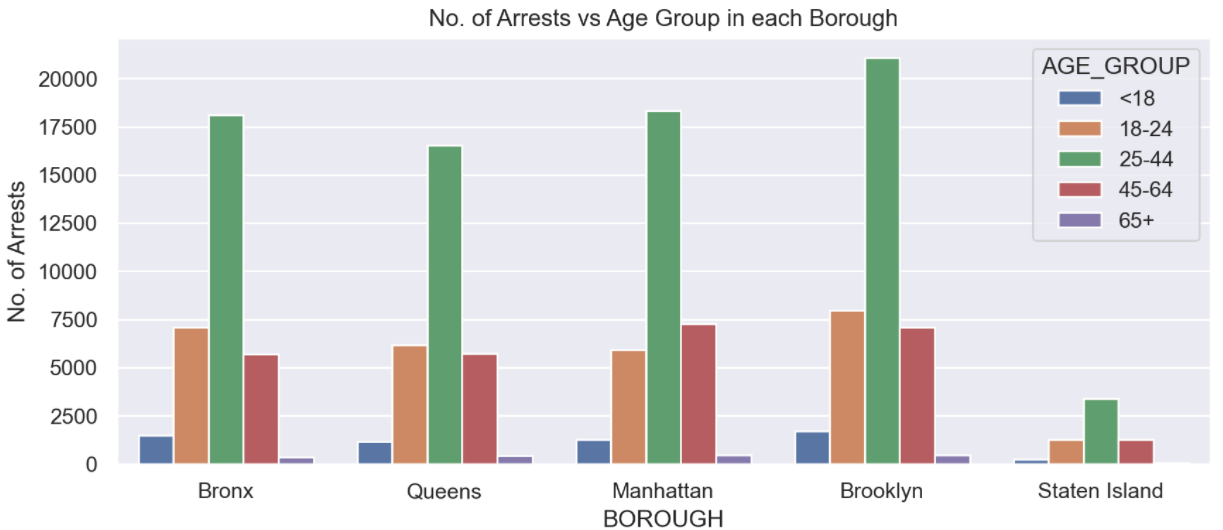 No. of Arrests vs Age Group in each Borough
AGE_GROUP
<18
18-24
25-44
45-64
65+
No. of Arrests
20000
17500
15000
12500
10000
7500
5000
2500
0
Bronx Queens Manhattan Brooklyn Staten Island
BOROUGH